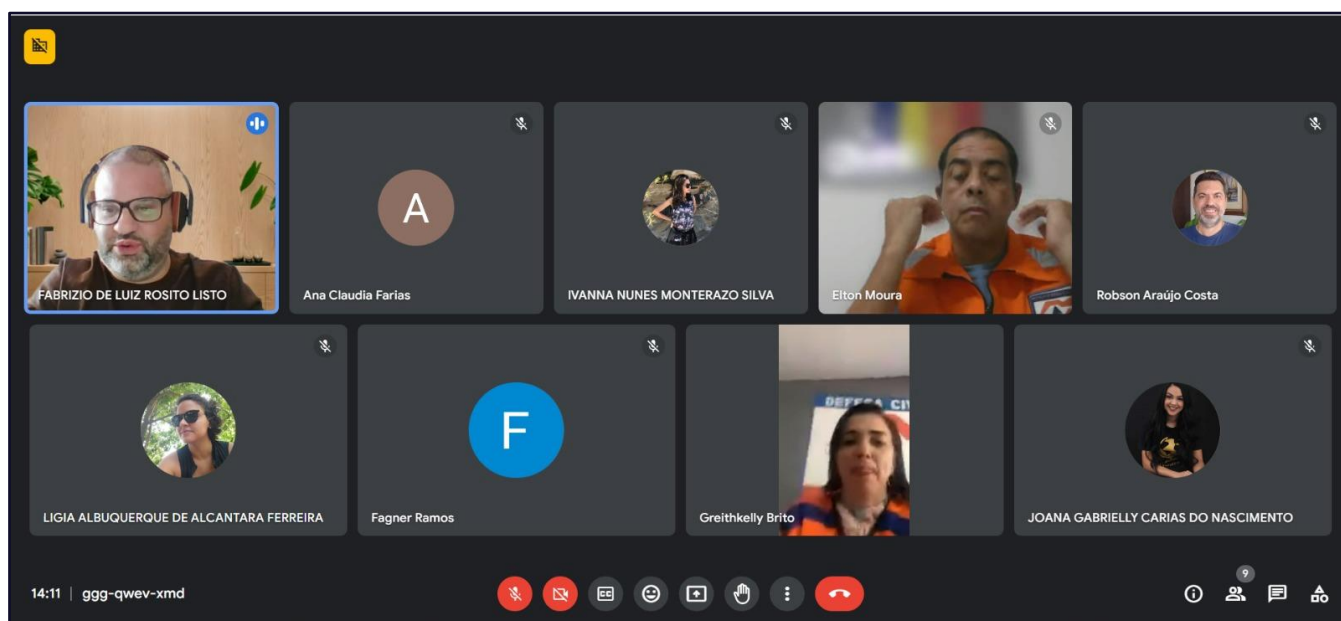 A
FABRIZIO DE LUIZ ROSITO LISTO
Ana Claudia Farias
IVANNA NUNES MONTERAZO SILVA
Elton Moura
Robson Araújo Costa
F
DEFESA CI
LIGIA ALBUQUERQUE DE ALCANTARA FERREIRA
Fagner Ramos
Greithkelly Brito
JOANA GABRIELLY CARIAS DO NASCIMENTO
14:11 | ggg-qwev-xmd
CC
9